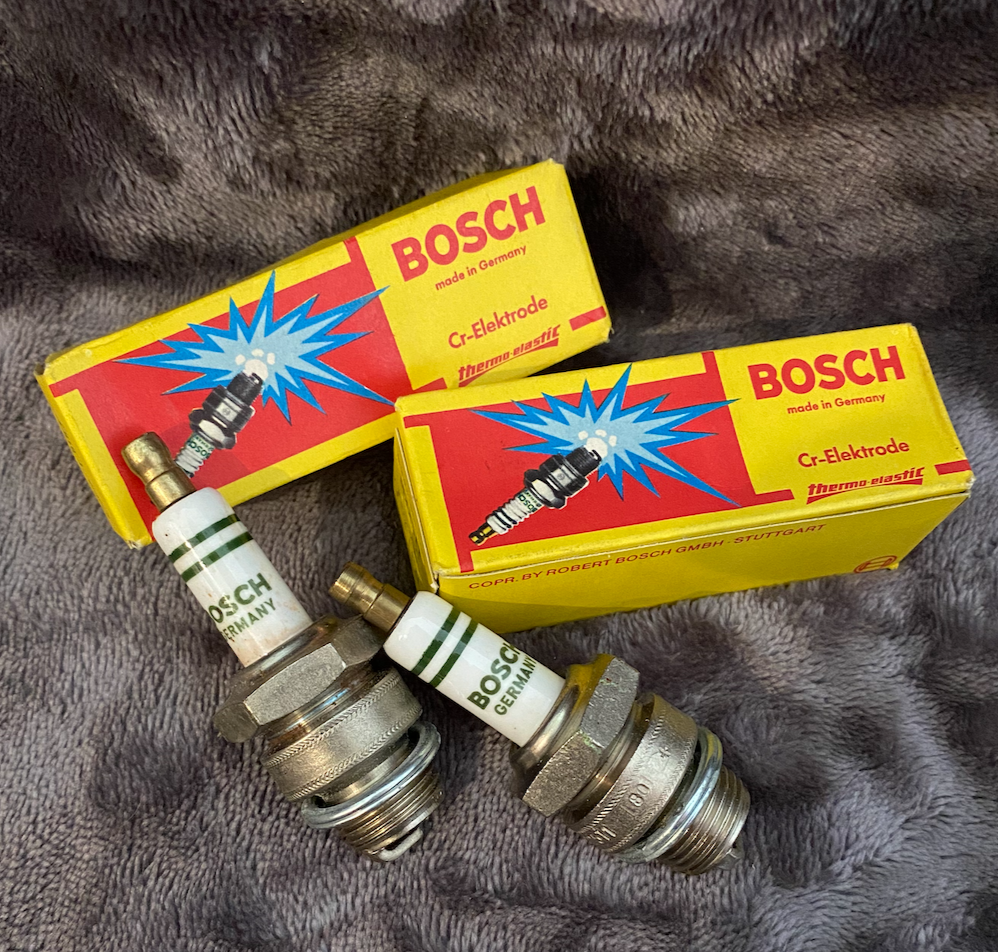 BOSCH
made in Germany
Cr-Elektrode
thermo-elastic
BOSCH
made in Germany
Cr-Elektrode
thermo-elastic
COPR. BY ROBERT BOSCH GMBH - STUTTGART
BOSCH
GERMANY
BOSCH
GERMANY